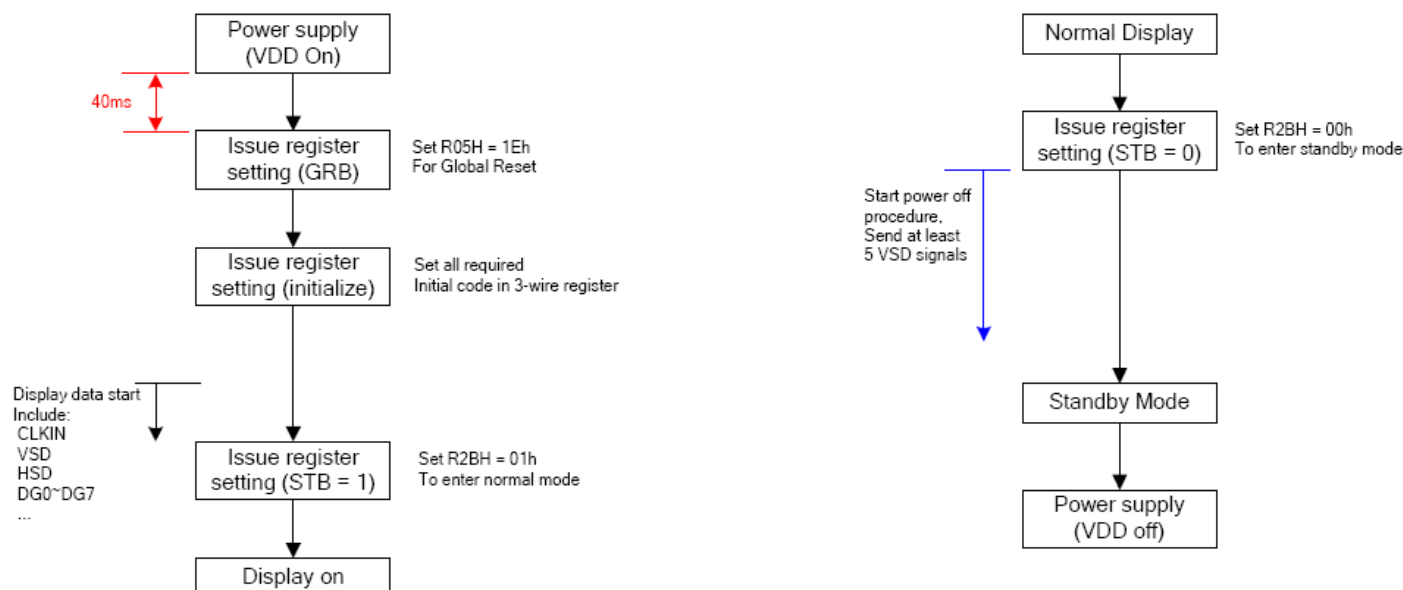 Power supply
(VDD On)
40ms
Issue register
setting (GRB)
Set R05H = 1Eh
For Global Reset
Issue register
setting (initialize)
Set all required
Initial code in 3-wire register
Display data start
Include:
CLKIN
VSD
HSD
DG0~DG7
...
Issue register
setting (STB = 1)
Set R2BH = 01h
To enter normal mode
Display on
Normal Display
Issue register
setting (STB = 0)
Set R2BH = 00h
To enter standby mode
Start power off
procedure,
Send at least
5 VSD signals
Standby Mode
Power supply
(VDD off)